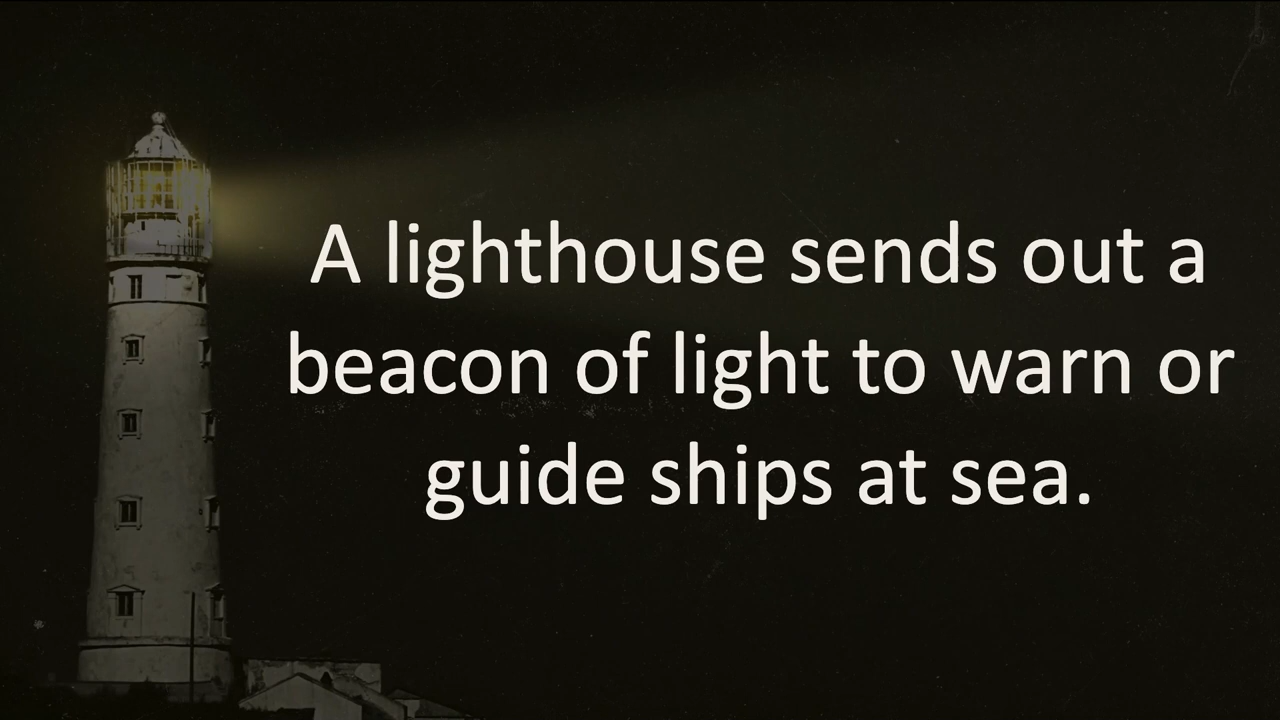 A lighthouse sends out a
beacon of light to warn or
guide ships at sea.